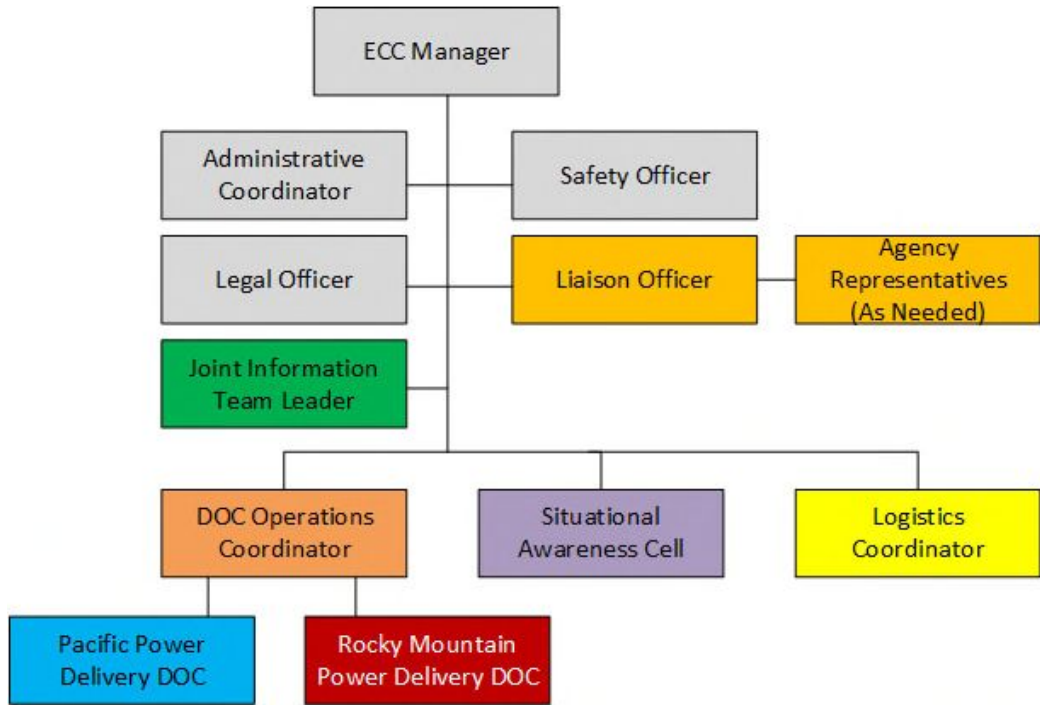 ECC Manager
Administrative
Coordinator
Safety Officer
Legal Officer
Liaison Officer
Agency
Representatives
(As Needed)
Joint Information
Team Leader
DOC Operations
Coordinator
Situational
Awareness Cell
Logistics
Coordinator
Pacific Power
Delivery DOC
Rocky Mountain
Power Delivery DOC